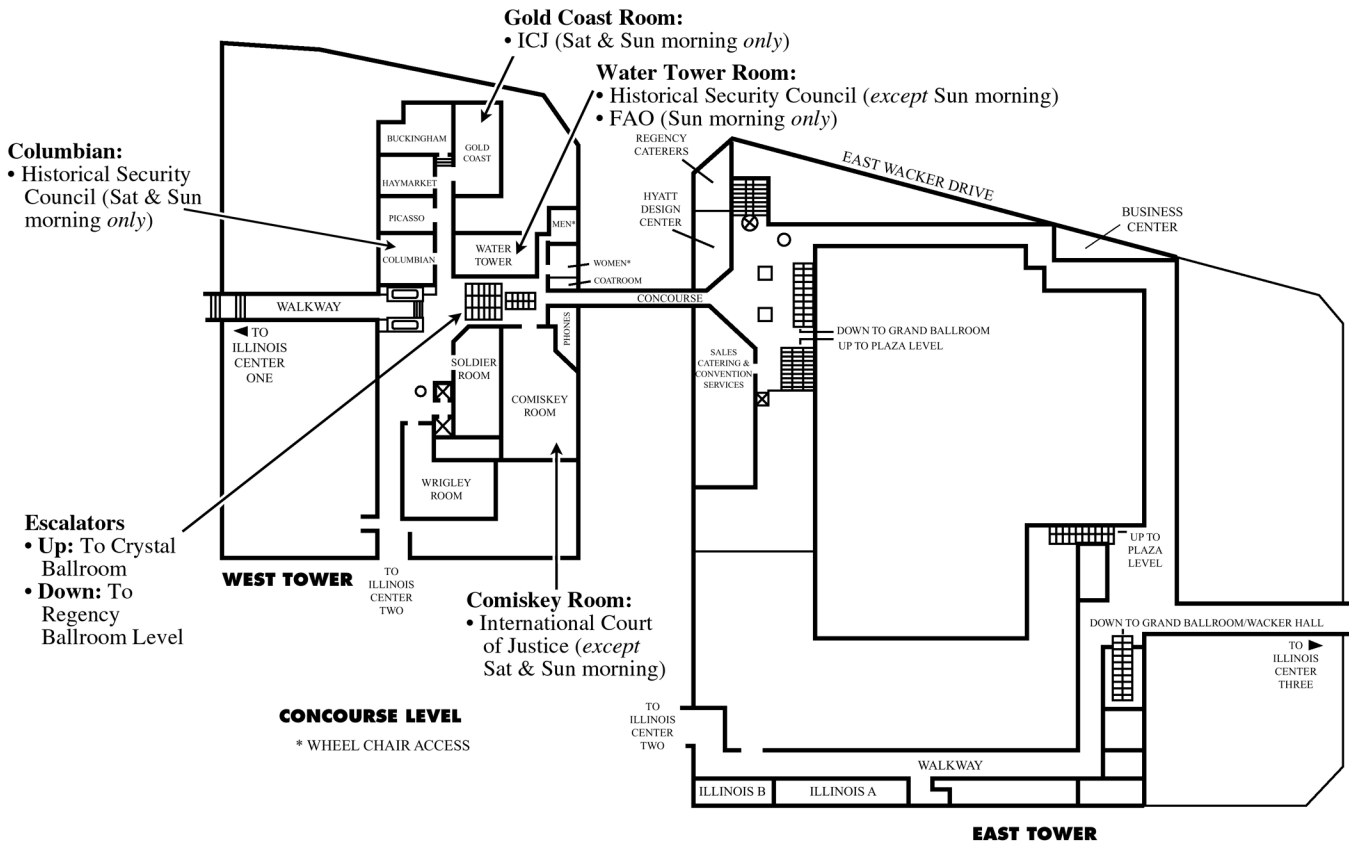 Gold Coast Room:
• ICJ (Sat & Sun morning only)
Water Tower Room:
• Historical Security Council (except Sun morning)
• FAO (Sunday morning only)
Columbian:
• Historical Security
Council (Sat & Sun
morning only)
BUCKINGHAM
GOLD
COAST
HAYMARKET
PICASSO
COLUMBIAN
WATER
TOWER
MEN*
WOMEN*
COATROOM
REGENCY
CATERERS
HYATT
DESIGN
CENTER
EAST WACKER DRIVE
BUSINESS
CENTER
WALKWAY
◄ TO
ILLINOIS
CENTER
ONE
CONCOURSE
PHONES
SOLDIER
ROOM
COMISKEY
ROOM
WRIGLEY
ROOM
DOWN TO GRAND BALLROOM
UP TO PLAZA LEVEL
SALES
CATERING &
CONVENTION
SERVICES
Escalators
• Up: To Crystal
Ballroom
• Down: To
Regency
Ballroom Level
WEST TOWER
TO
ILLINOIS
CENTER
TWO
Comiskey Room:
• International Court
of Justice (except
Sat & Sun morning)
UP TO
PLAZA
LEVEL
DOWN TO GRAND BALLROOM/WACKER HALL
TO ►
ILLINOIS
CENTER
THREE
CONCOURSE LEVEL
* WHEEL CHAIR ACCESS
TO
ILLINOIS
CENTER
TWO
WALKWAY
ILLINOIS B
ILLINOIS A
EAST TOWER